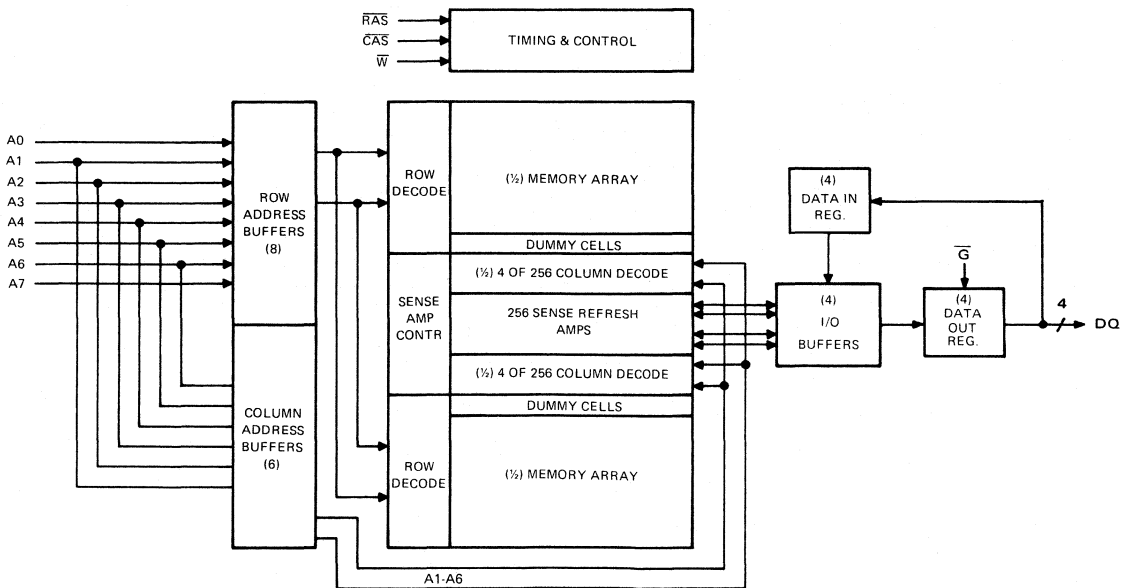 R̅A̅S̅
C̅A̅S̅
W̅
TIMING & CONTROL
A0
A1
A2
A3
A4
A5
A6
A7
ROW
ADDRESS
BUFFERS
(8)
COLUMN
ADDRESS
BUFFERS
(6)
ROW
DECODE
(½) MEMORY ARRAY
DUMMY CELLS
SENSE
AMP
CONTR
(½) 4 OF 256 COLUMN DECODE
256 SENSE REFRESH
AMPS
(½) 4 OF 256 COLUMN DECODE
DUMMY CELLS
ROW
DECODE
(½) MEMORY ARRAY
A1-A6
(4)
DATA IN
REG.
(4)
I/O
BUFFERS
G̅
(4)
DATA
OUT
REG.
4
DQ